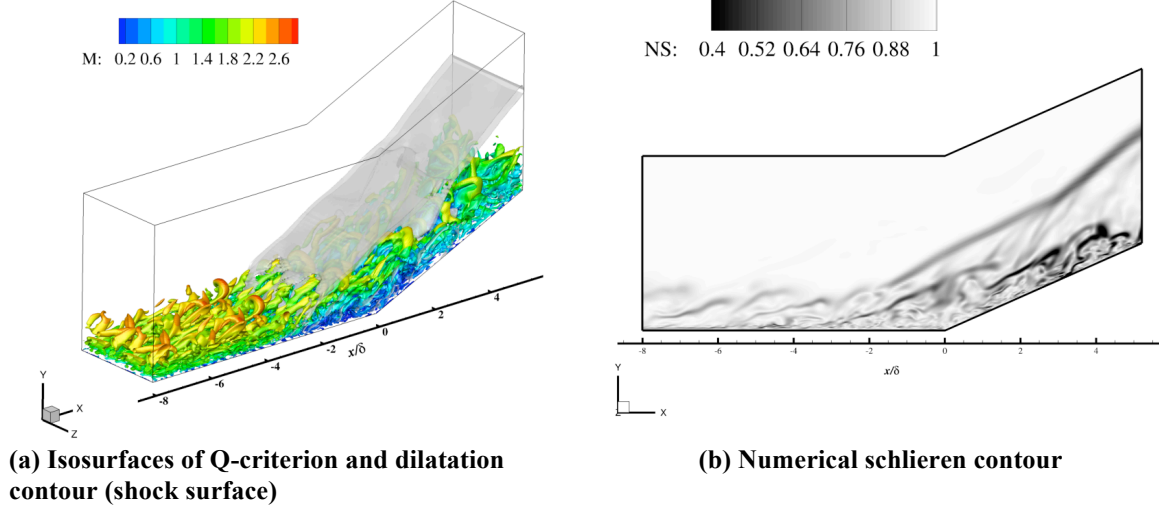 M: 0.2 0.6 1 1.4 1.8 2.2 2.6
-8 -6 -4 -2 0 2 4
x/δ
Y
X
Z
(a) Isosurfaces of Q-criterion and dilatation
contour (shock surface)
NS: 0.4 0.52 0.64 0.76 0.88 1
-8 -6 -4 -2 0 2 4
x/δ
Y
Z X
(b) Numerical schlieren contour